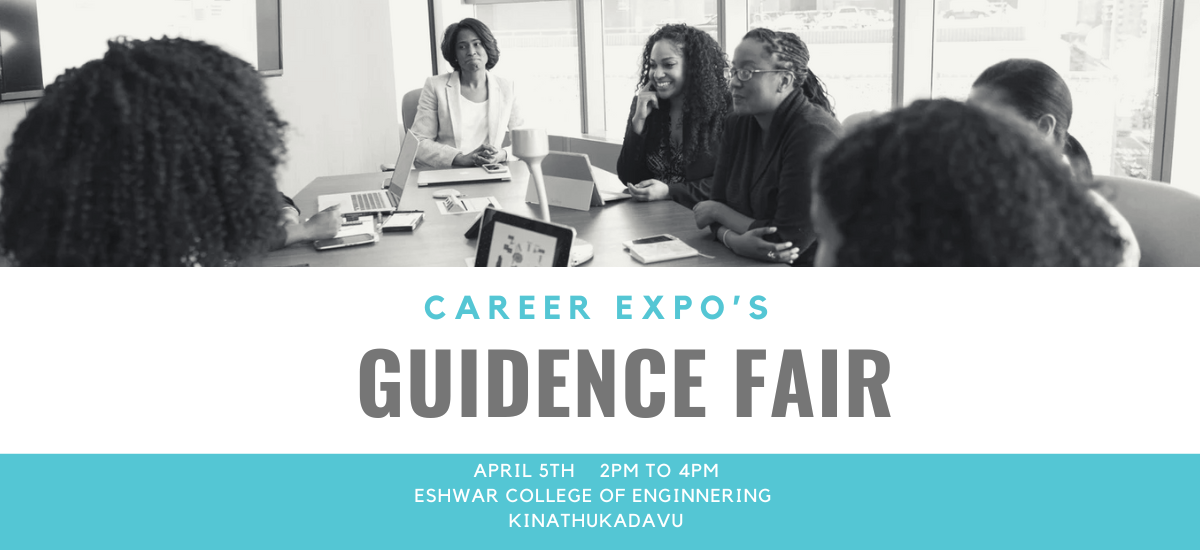 CAREER EXPO'S
GUIDENCE FAIR
APRIL 5TH 2PM TO 4PM
ESHWAR COLLEGE OF ENGINNERING
KINATHUKADAVU